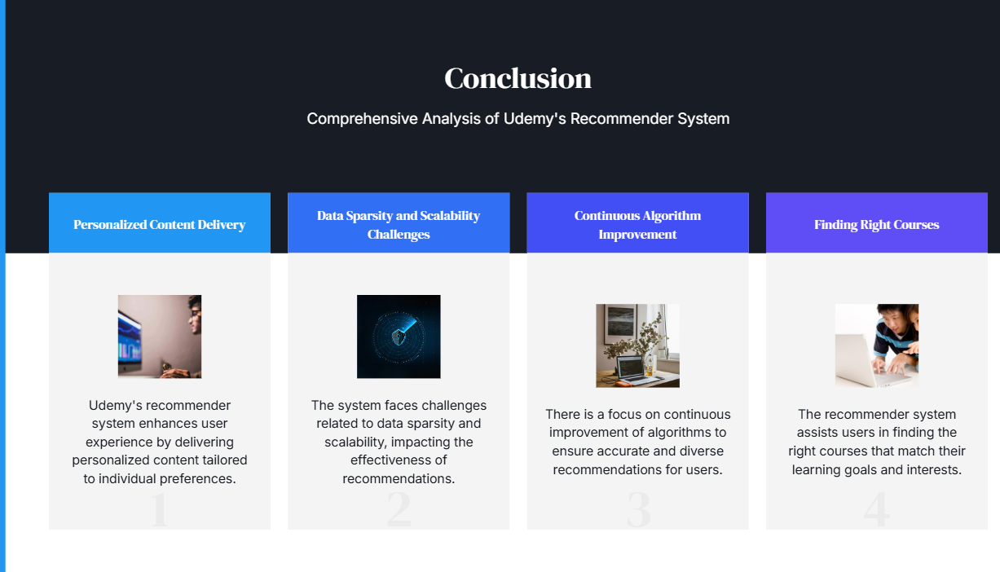 Conclusion
Comprehensive Analysis of Udemy's Recommender System
Personalized Content Delivery
Udemy's recommender
system enhances user
experience by delivering
personalized content tailored
to individual preferences.
1
Data Sparsity and Scalability
Challenges
The system faces challenges
related to data sparsity and
scalability, impacting the
effectiveness of
recommendations.
2
Continuous Algorithm
Improvement
There is a focus on continuous
improvement of algorithms to
ensure accurate and diverse
recommendations for users.
3
Finding Right Courses
The recommender system
assists users in finding the
right courses that match their
learning goals and interests.
4